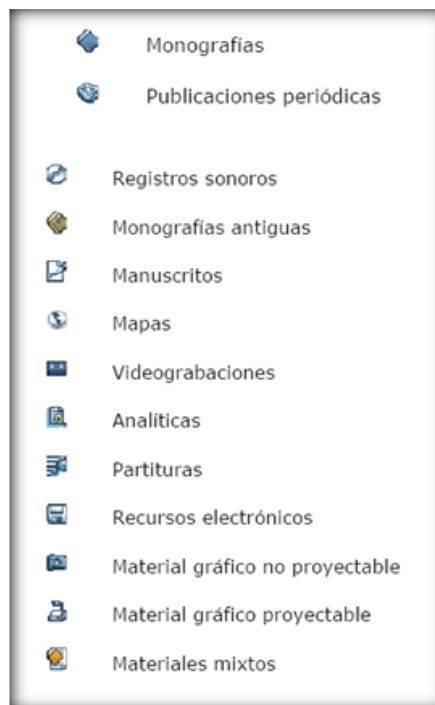 Monografías
Publicaciones periódicas
Registros sonoros
Monografías antiguas
Manuscritos
Mapas
Videograbaciones
Analíticas
Partituras
Recursos electrónicos
Material gráfico no proyectable
Material gráfico proyectable
Materiales mixtos